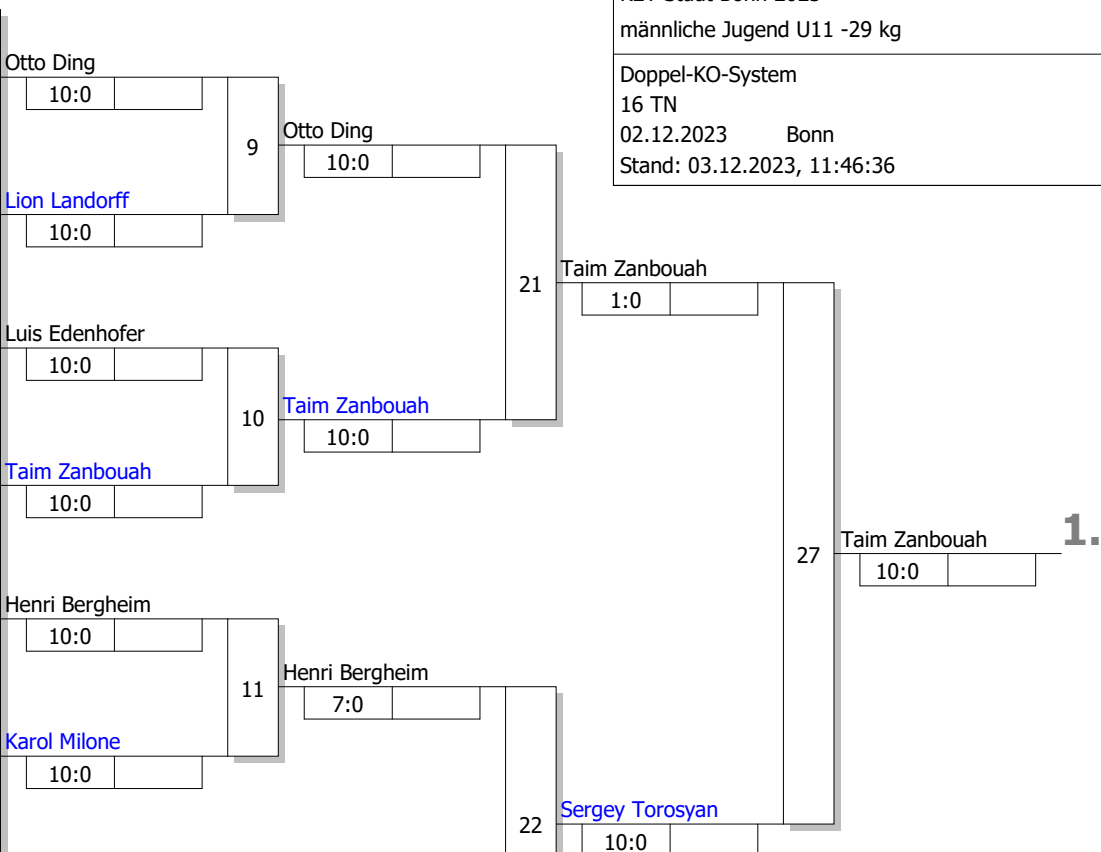 männliche Jugend U11 -29 kg
Doppel-KO-System
16 TN
02.12.2023 Bonn
Stand: 03.12.2023, 11:46:36
Otto Ding
10:0
9
Otto Ding
10:0
Lion Landorff
10:0
21
Taim Zanbouah
1:0
Luis Edenhofer
10:0
10
Taim Zanbouah
10:0
Taim Zanbouah
10:0
27
Taim Zanbouah
1.
10:0
Henri Bergheim
10:0
11
Henri Bergheim
7:0
Karol Milone
10:0
22
Sergey Torosyan
10:0